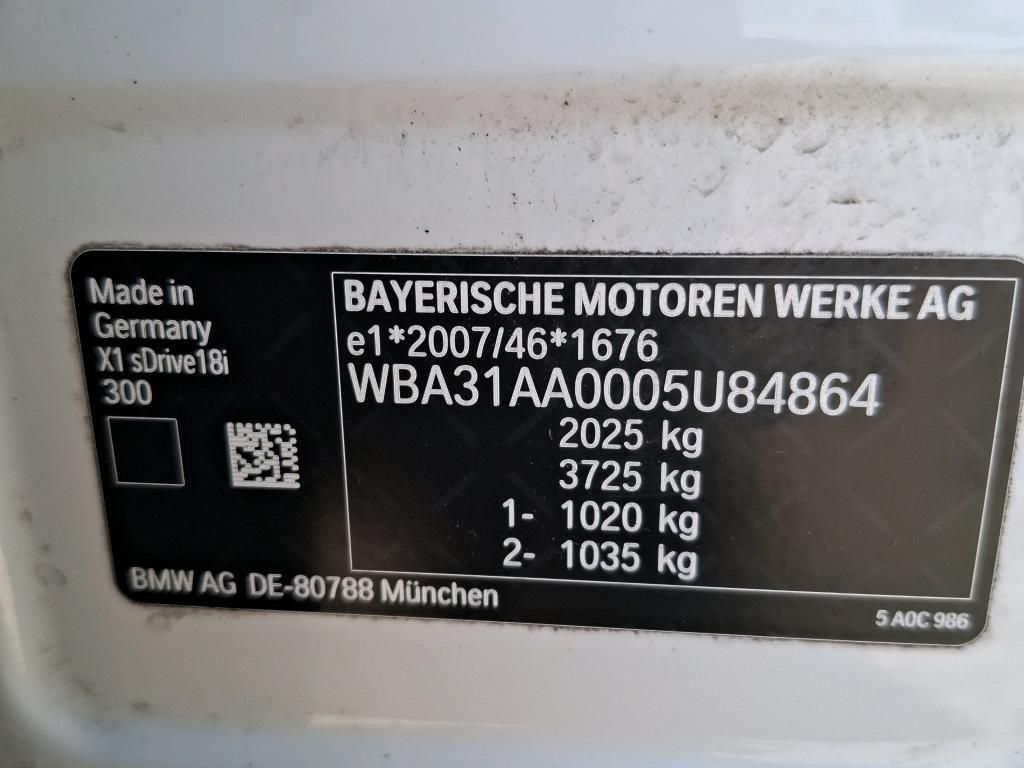 Made in
Germany
X1 sDrive18i
300
BAYERISCHE MOTOREN WERKE AG
e1*2007/46*1676
WBA31AA0005U84864
2025 kg
3725 kg
1- 1020 kg
2- 1035 kg
BMW AG DE-80788 München
5 A0C 986